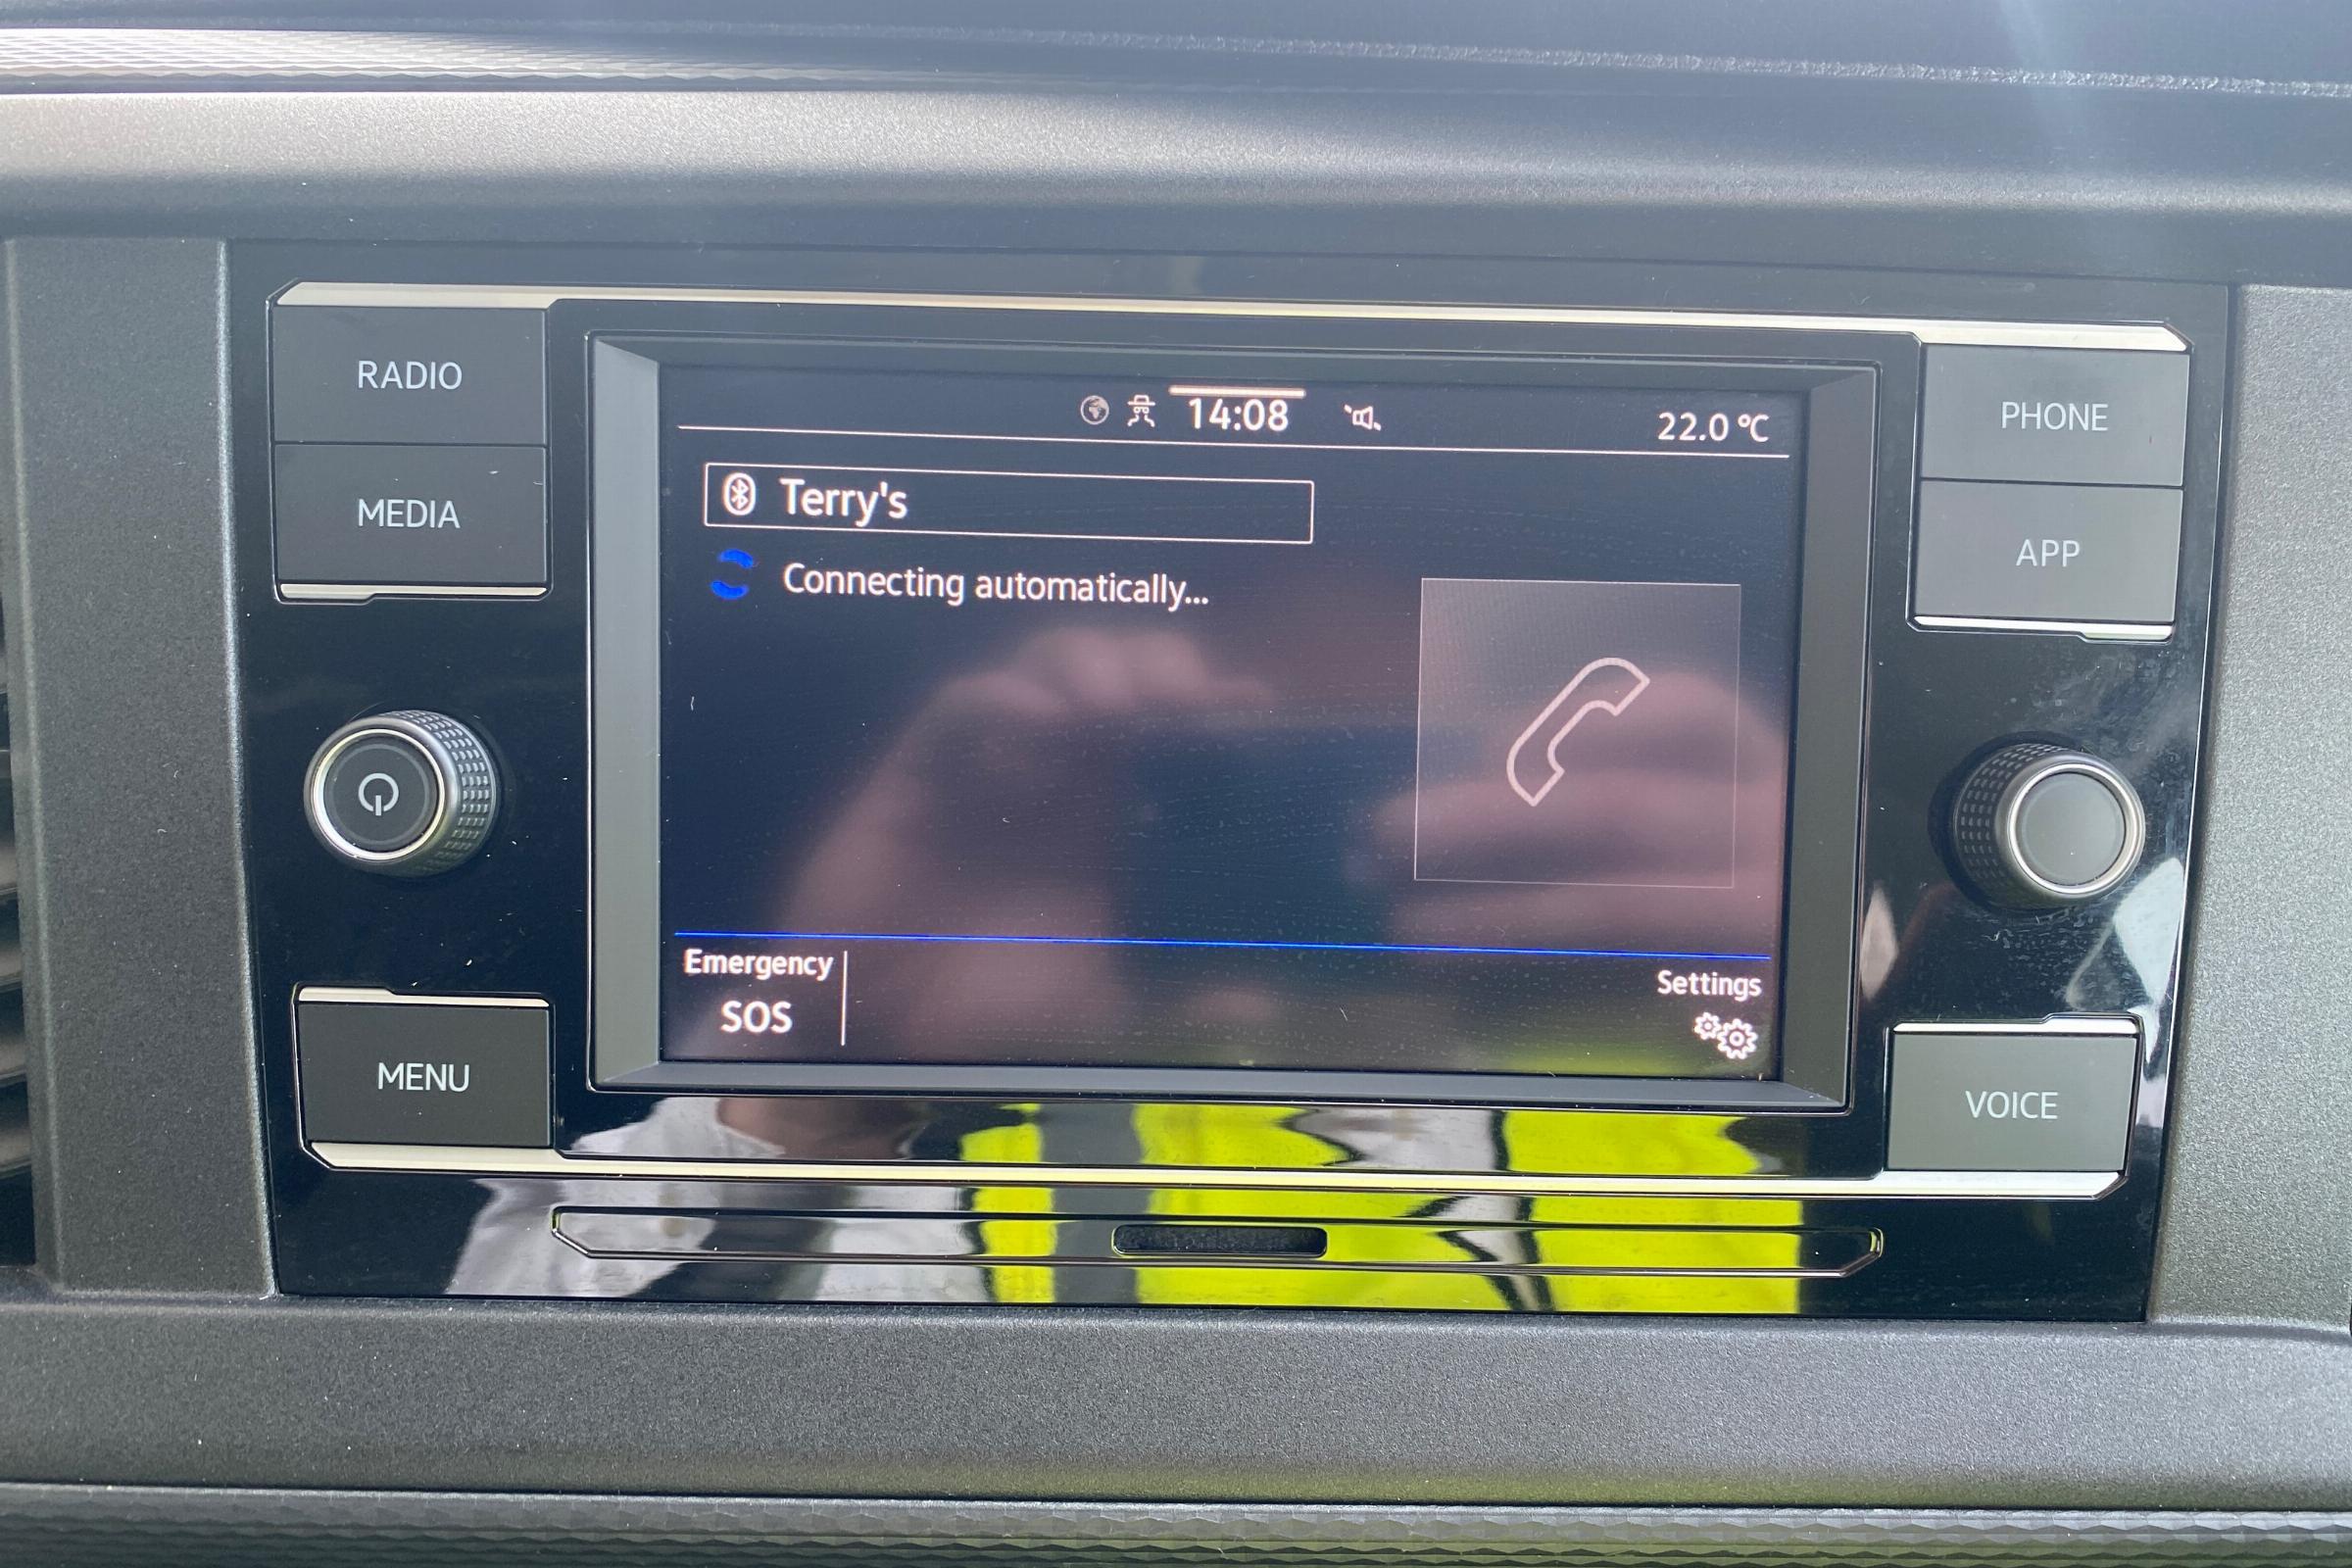 RADIO
MEDIA
MENU
14:08
22.0 °C
Terry's
Connecting automatically...
Emergency
SOS
Settings
PHONE
APP
VOICE